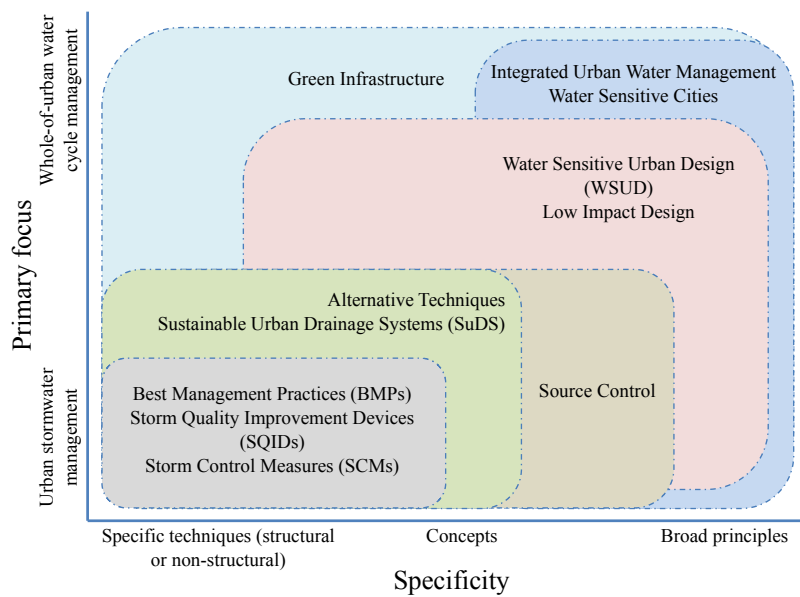 Whole-of-urban water
cycle management
Primary focus
Urban stormwater
management
Green Infrastructure
Integrated Urban Water Management
Water Sensitive Cities
Water Sensitive Urban Design
(WSUD)
Low Impact Design
Alternative Techniques
Sustainable Urban Drainage Systems (SuDS)
Source Control
Best Management Practices (BMPs)
Storm Quality Improvement Devices
(SQIDs)
Storm Control Measures (SCMs)
Specific techniques (structural
or non-structural)
Concepts
Broad principles
Specificity